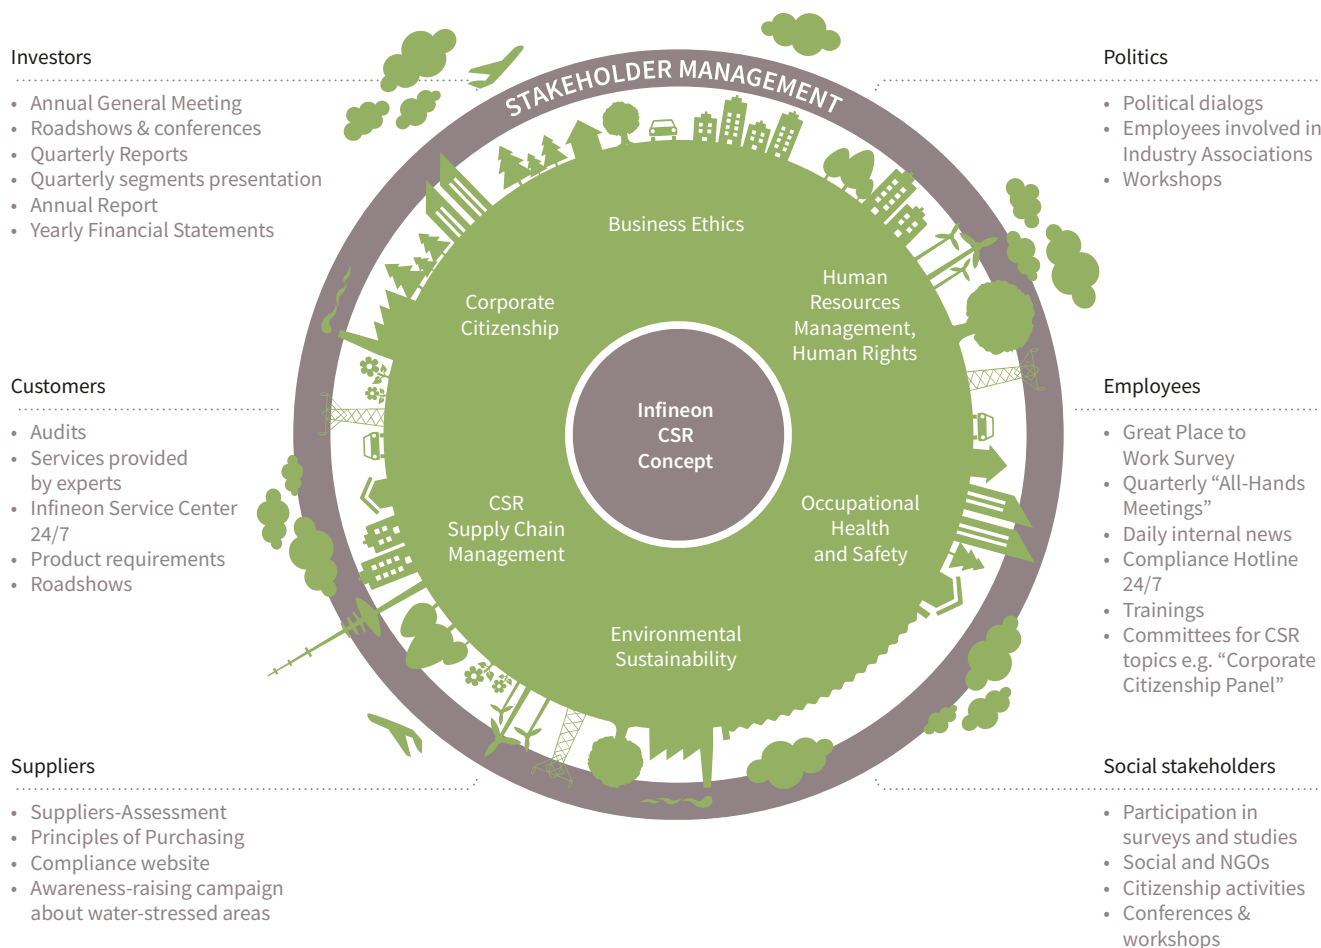 Investors
• Annual General Meeting
• Roadshows & conferences
• Quarterly Reports
• Quarterly segments presentation
• Annual Report
• Yearly Financial Statements
Customers
• Audits
• Services provided
by experts
• Infineon Service Center
24/7
• Product requirements
• Roadshows
Suppliers
• Suppliers-Assessment
• Principles of Purchasing
• Compliance website
• Awareness-raising campaign
about water-stressed areas
STAKEHOLDER MANAGEMENT
Business Ethics
Corporate
Citizenship
Human
Resources
Management,
Human Rights
Infineon
CSR
Concept
CSR
Supply Chain
Management
Occupational
Health
and Safety
Environmental
Sustainability
Politics
• Political dialogs
• Employees involved in
Industry Associations
• Workshops
Employees
• Great Place to
Work Survey
• Quarterly “All-Hands
Meetings”
• Daily internal news
• Compliance Hotline
24/7
• Trainings
• Committees for CSR
topics e.g. “Corporate
Citizenship Panel”
Social stakeholders
• Participation in
surveys and studies
• Social and NGOs
• Citizenship activities
• Conferences &
workshops